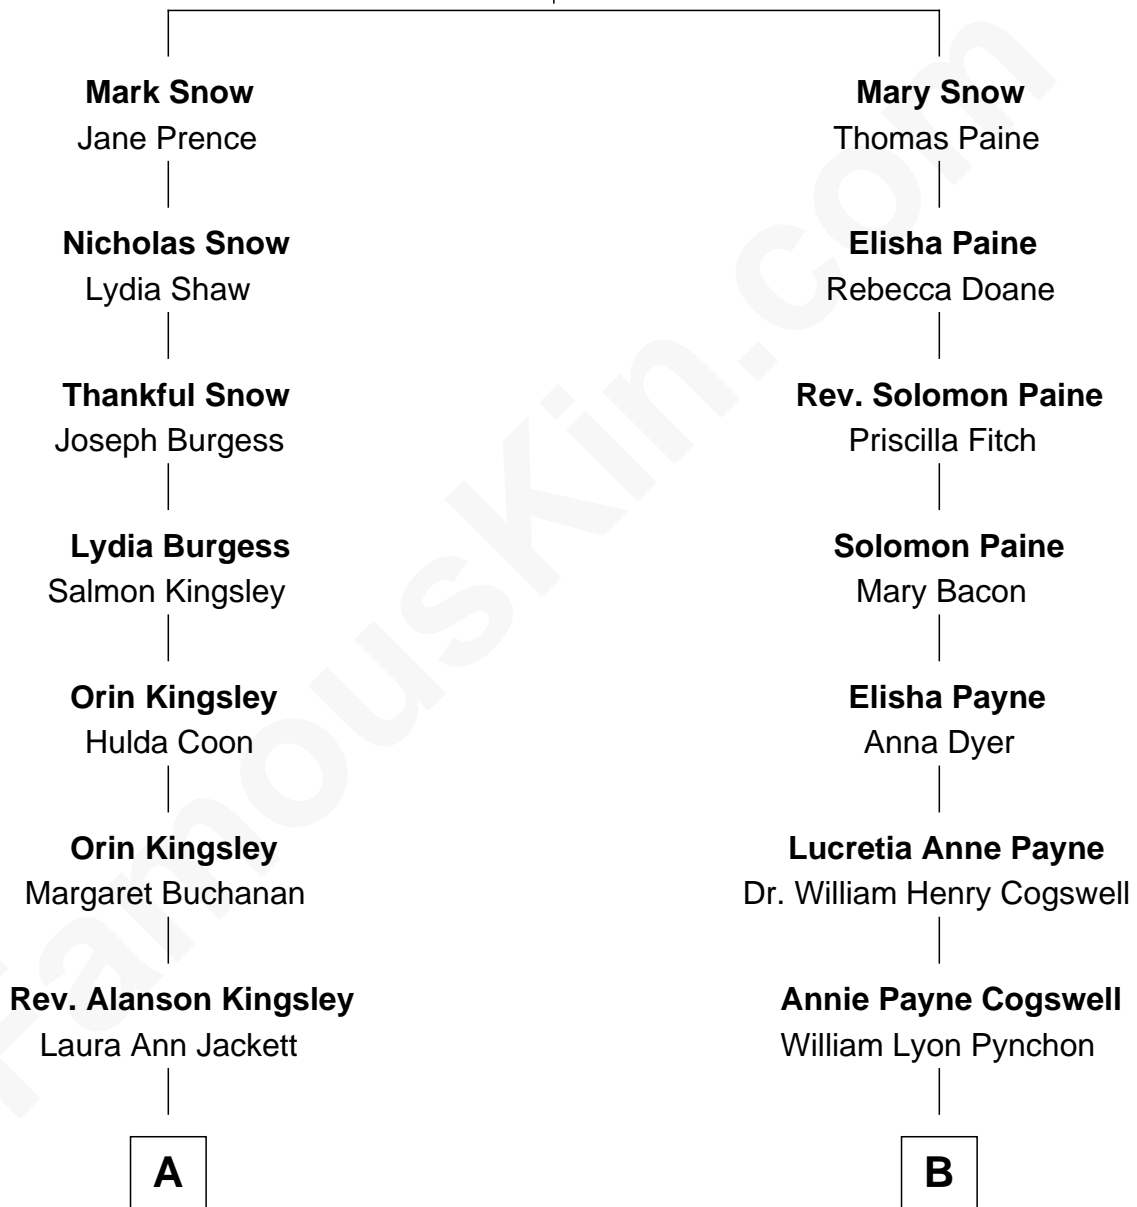 Mark Snow
Jane Prence
Nicholas Snow
Lydia Shaw
Thankful Snow
Joseph Burgess
Lydia Burgess
Salmon Kingsley
Orin Kingsley
Hulda Coon
Orin Kingsley
Margaret Buchanan
Rev. Alanson Kingsley
Laura Ann Jackett
A
Mary Snow
Thomas Paine
Elisha Paine
Rebecca Doane
Rev. Solomon Paine
Priscilla Fitch
Solomon Paine
Mary Bacon
Elisha Payne
Anna Dyer
Lucretia Anne Payne
Dr. William Henry Cogswell
Annie Payne Cogswell
William Lyon Pynchon
B
FamousKin.com